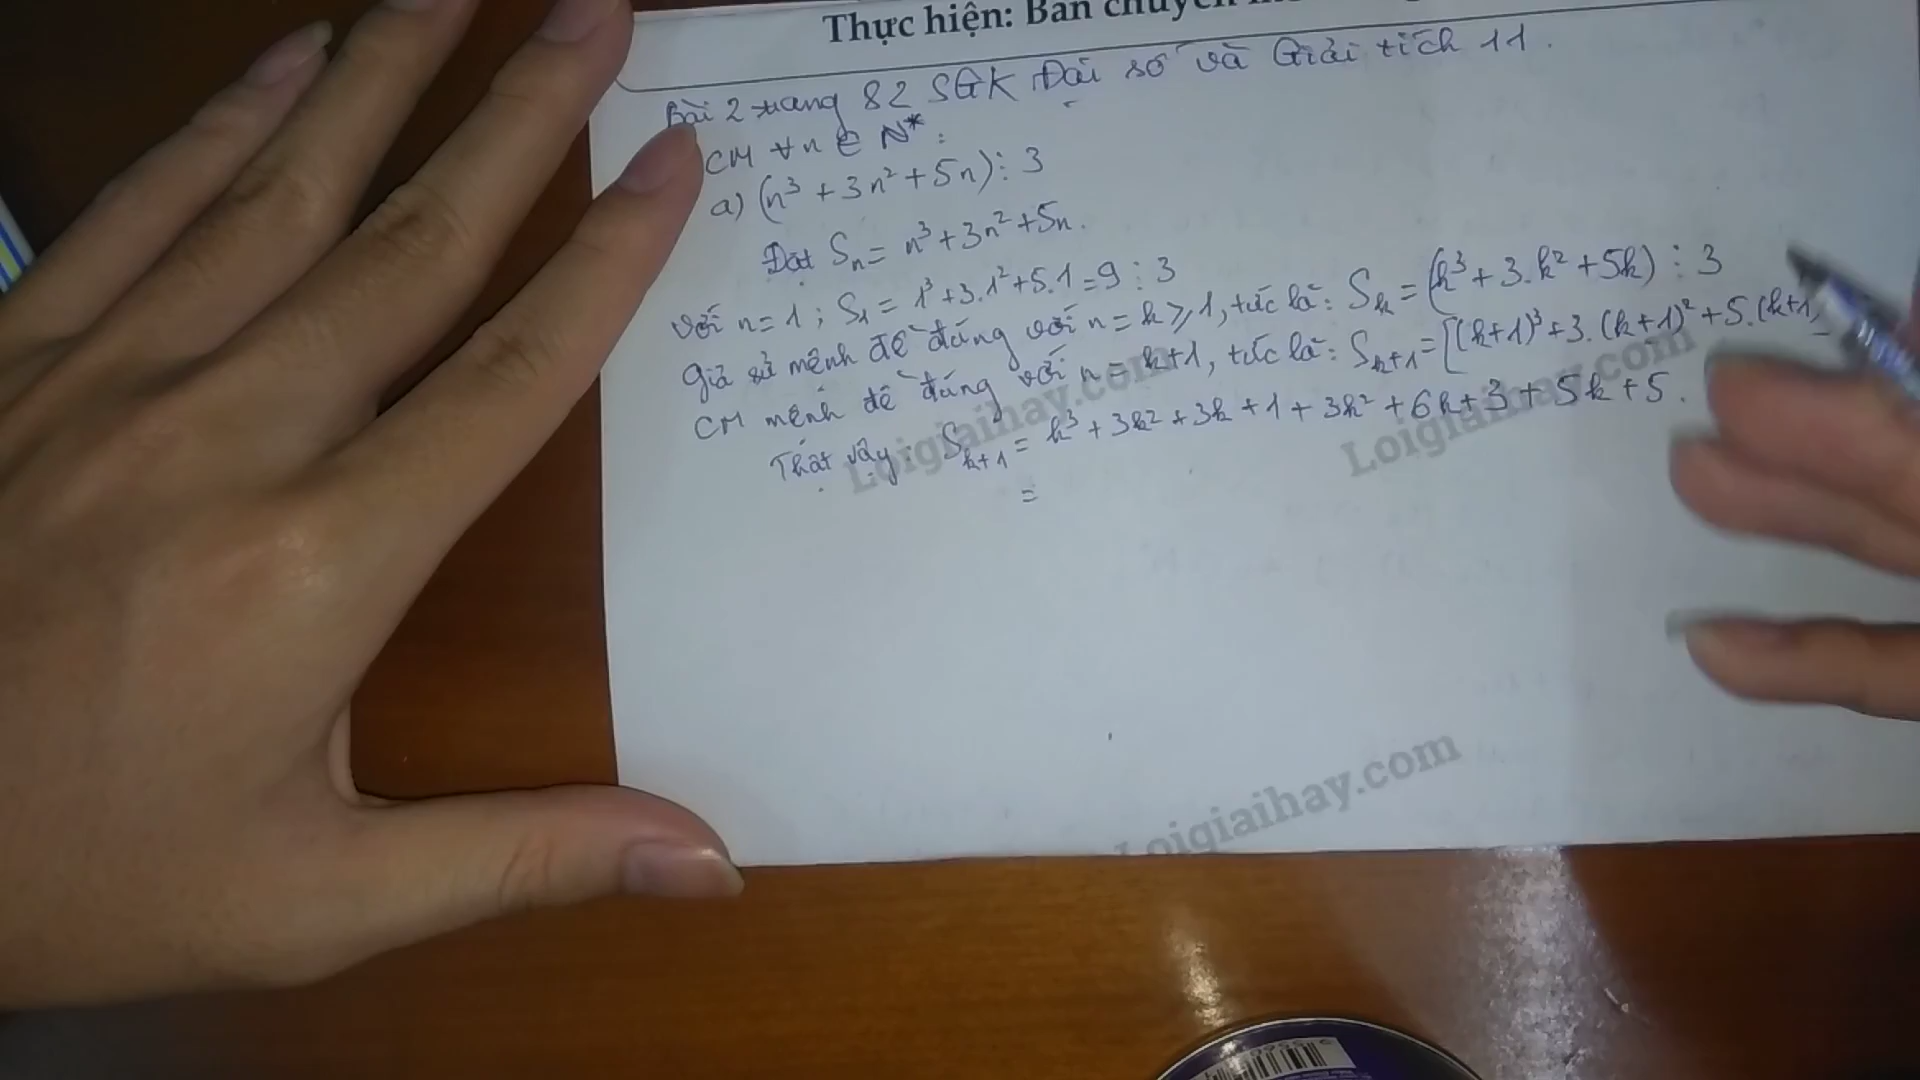 Thực hiện: Ban chuyên
Bài 2 trang 82 SGK Đại số và Giải tích 11.
CM ∀n ∈ N* :
a) (n³ + 3n² + 5n) ⋮ 3
Đặt Sₙ = n³ + 3n² + 5n.
Với n = 1 ; S₁ = 1³ + 3.1² + 5.1 = 9 ⋮ 3
Giả sử mệnh đề đúng với n = k ⩾ 1, tức là: Sₖ = (k³ + 3.k² + 5k) ⋮ 3
CM mệnh đề đúng với n = k+1, tức là: Sₖ₊₁ = [(k+1)³ + 3.(k+1)² + 5.(k+1
Thật vậy: Sₖ₊₁ = k³ + 3k² + 3k + 1 + 3k² + 6k + 3 + 5k + 5.
=
Loigiaihay.com
Loigiaihay.com
Loigiaihay.com